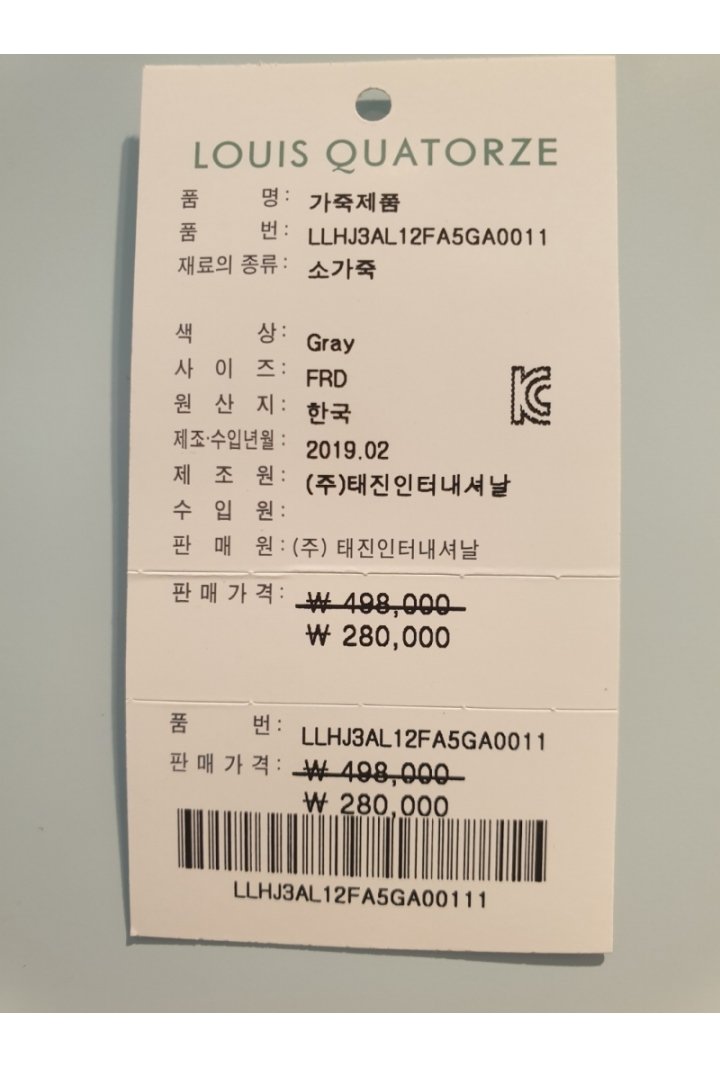 LOUIS QUATORZE
품 명: 가죽제품
품 번: LLHJ3AL12FA5GA0011
재료의 종류: 소가죽
색 상: Gray
사 이 즈: FRD
원 산 지: 한국
제조·수입년월: 2019.02
제 조 원: (주)태진인터내셔날
수 입 원:
판 매 원: (주) 태진인터내셔날
판 매 가 격: ₩ 498,000
₩ 280,000
품 번: LLHJ3AL12FA5GA0011
판 매 가 격: ₩ 498,000
₩ 280,000
LLHJ3AL12FA5GA00111